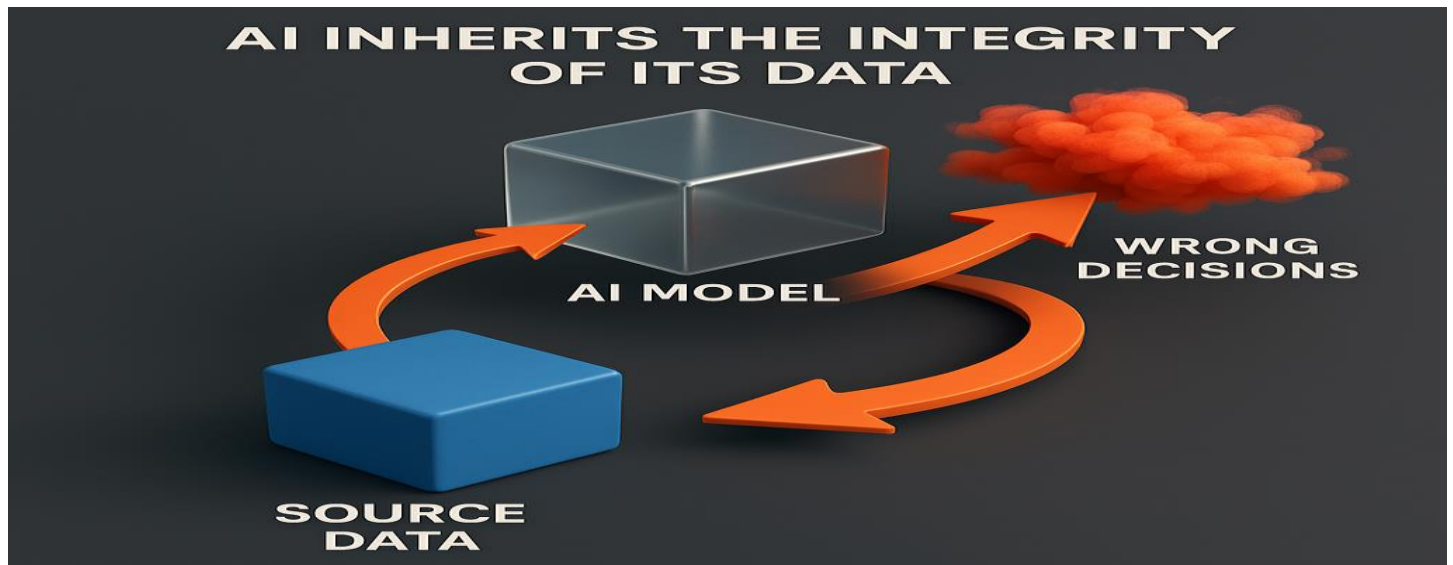 AI INHERITS THE INTEGRITY
OF ITS DATA
AI MODEL
WRONG
DECISIONS
SOURCE
DATA